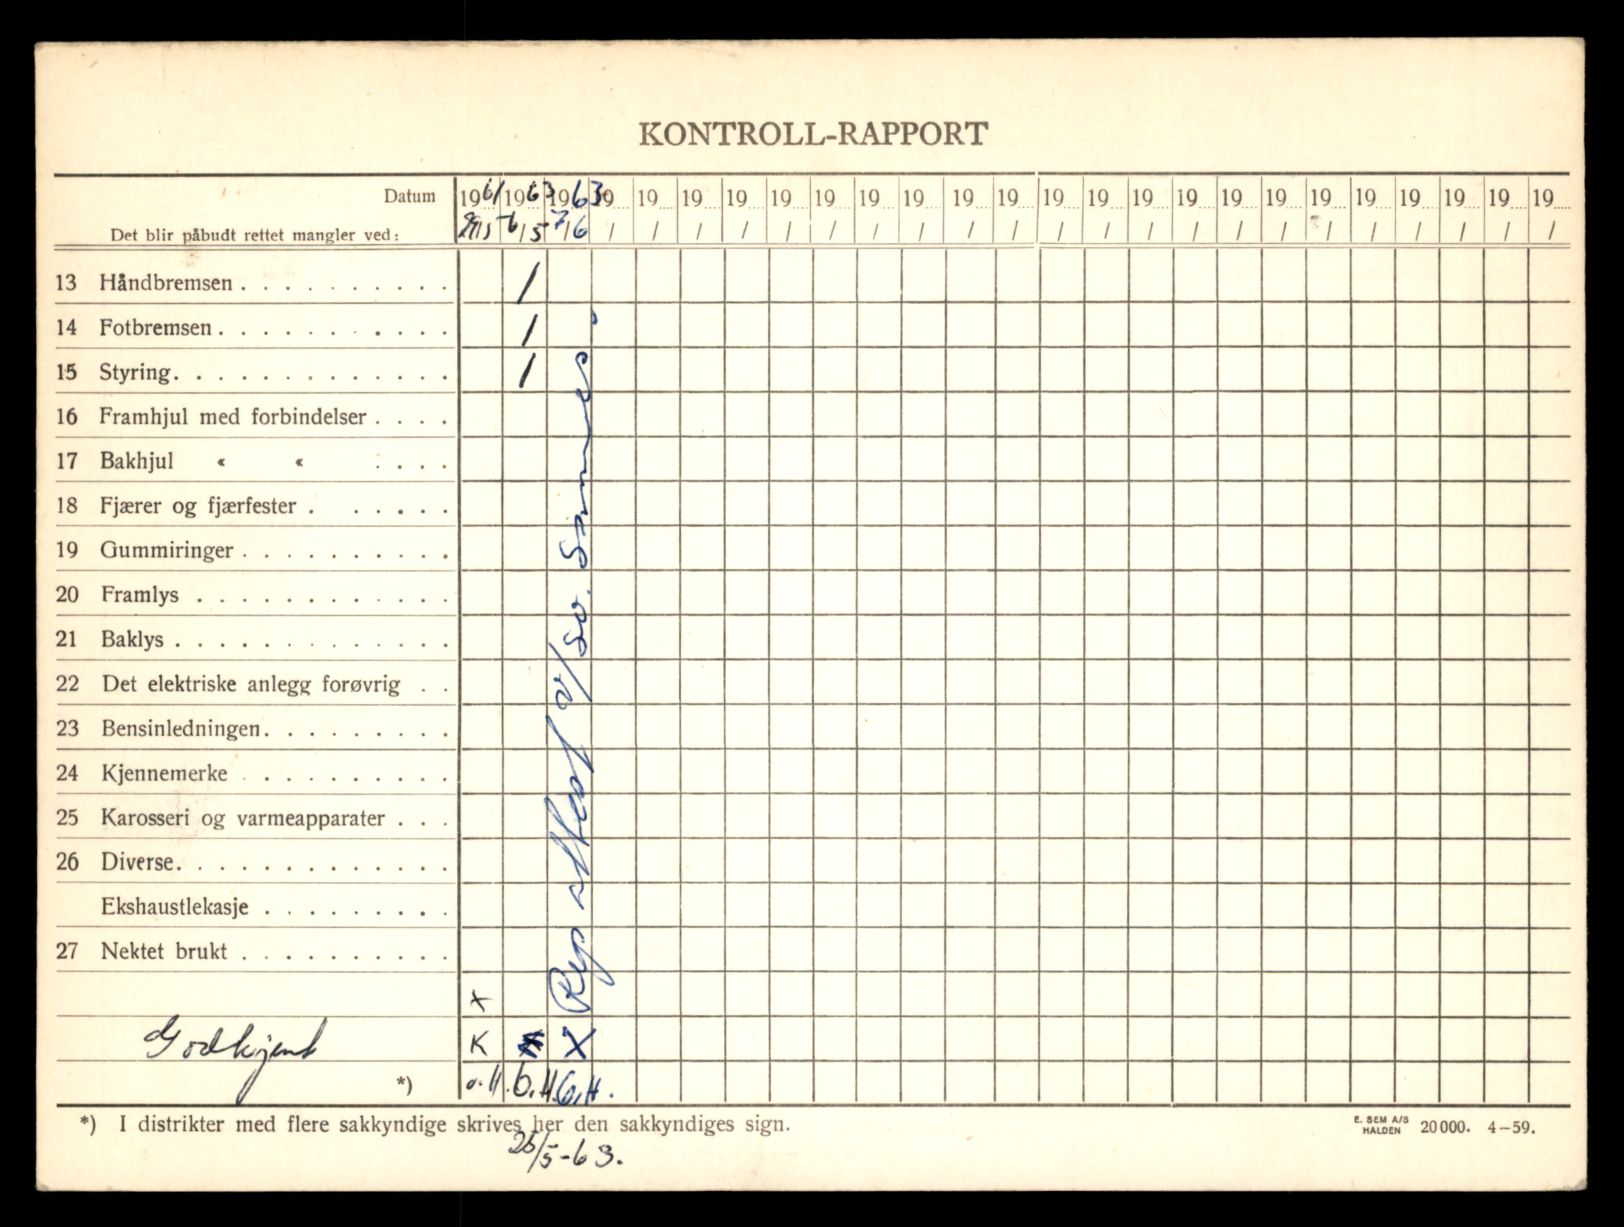 KONTROLL-RAPPORT
Datum 1961 1963 1963 19 19 19 19 19 19 19 19 19 19 19 19 19 19 19 19 19 19 19 19 19 19
Det blir påbudt rettet mangler ved: /5 6/5 7/6 / / / / / / / / / / / / / / / / / / / / / /
13 Håndbremsen /
14 Fotbremsen /
15 Styring /
16 Framhjul med forbindelser
17 Bakhjul « «
18 Fjærer og fjærfester
19 Gummiringer
20 Framlys
21 Baklys
22 Det elektriske anlegg forøvrig
23 Bensinledningen
24 Kjennemerke
25 Karosseri og varmeapparater
26 Diverse
Ekshaustlekasje
27 Nektet brukt
x
Godkjent K X
*) G.H. G.H.
Rep attest v/ Sv.
*) I distrikter med flere sakkyndige skrives her den sakkyndiges sign.
25/5-63.
E. SEM A/S HALDEN 20000. 4-59.